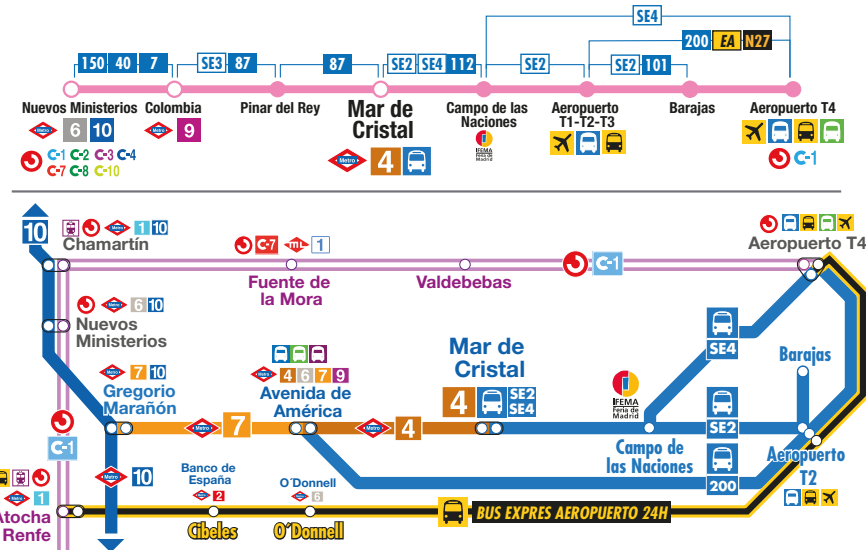 SE4
200 EA N27
150 40 7
SE3 87
87
SE2 SE4 112
SE2
SE2 101
Nuevos Ministerios
Colombia
Pinar del Rey
Mar de
Cristal
Campo de las
Naciones
Aeropuerto
T1-T2-T3
Barajas
Aeropuerto T4
Metro 6 10
Metro 9
Metro 4
IFEMA
Feria de
Madrid
C-1 C-2 C-3 C-4
C-7 C-8 C-10
C-1
10
1 10
Chamartín
C-7 ML 1
Fuente de
la Mora
Valdebebas
C-1
Aeropuerto T4
6 10
Nuevos
Ministerios
7 10
Gregorio
Marañón
4 6 7 9
Avenida de
América
Mar de
Cristal
4 SE2
SE4
SE4
Barajas
IFEMA
Feria de
Madrid
Metro 7
Metro 4
SE2
C-1
Campo de
las Naciones
Aeropuerto
T2
Metro 10
200
1
Atocha
Renfe
Banco de
España
2
Cibeles
O'Donnell
6
O'Donnell
BUS EXPRES AEROPUERTO 24H